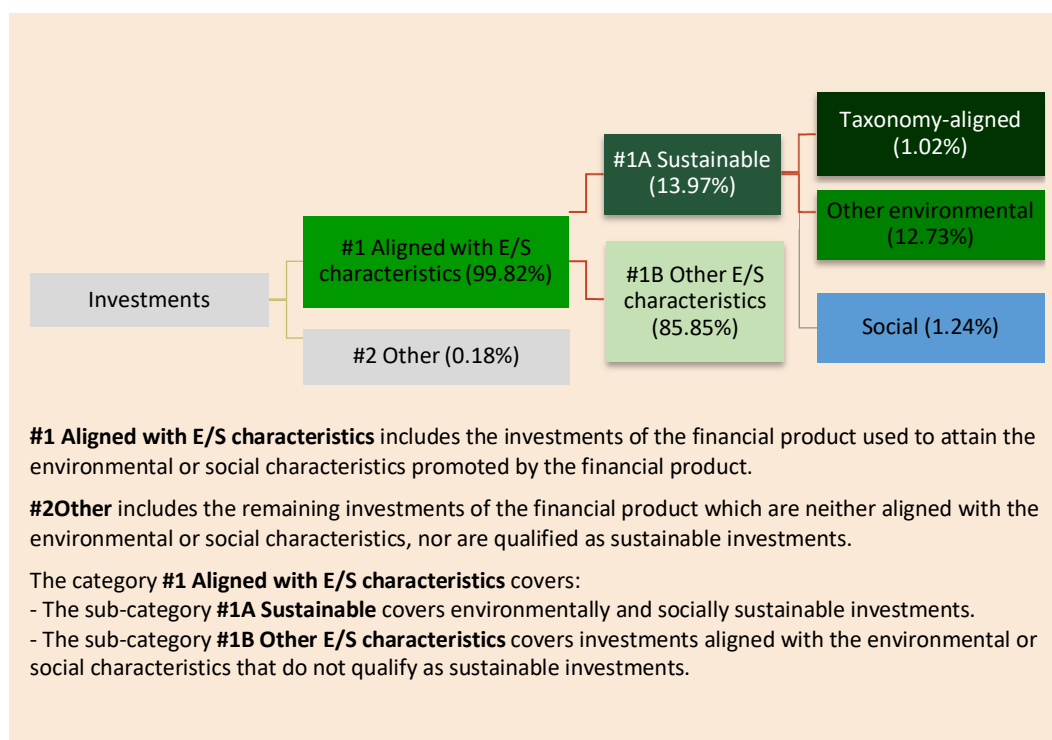 Investments
#1 Aligned with E/S
characteristics (99.82%)
#2 Other (0.18%)
#1A Sustainable
(13.97%)
#1B Other E/S
characteristics
(85.85%)
Taxonomy-aligned
(1.02%)
Other environmental
(12.73%)
Social (1.24%)
#1 Aligned with E/S characteristics includes the investments of the financial product used to attain the
environmental or social characteristics promoted by the financial product.
#2Other includes the remaining investments of the financial product which are neither aligned with the
environmental or social characteristics, nor are qualified as sustainable investments.
The category #1 Aligned with E/S characteristics covers:
- The sub-category #1A Sustainable covers environmentally and socially sustainable investments.
- The sub-category #1B Other E/S characteristics covers investments aligned with the environmental or
social characteristics that do not qualify as sustainable investments.